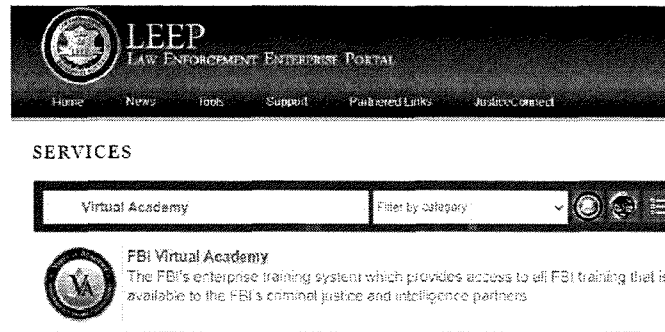 LEEP
LAW ENFORCEMENT ENTERPRISE PORTAL
Home News Tools Support Partnered Links JusticeConnect
SERVICES
Virtual Academy Filter by category
FBI Virtual Academy
VA The FBI's enterprise training system which provides access to all FBI training that is
available to the FBI's criminal justice and intelligence partners